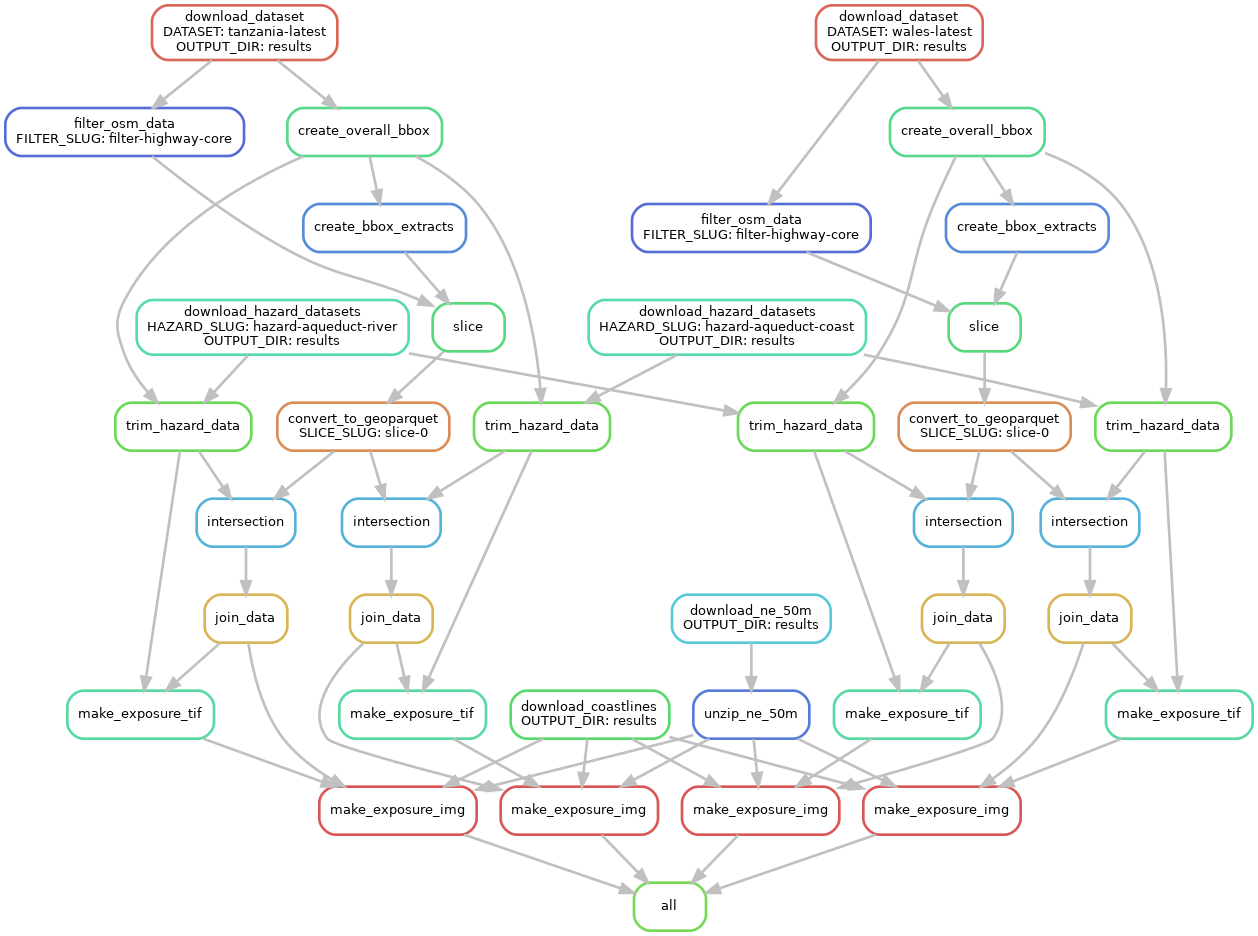 download_dataset
DATASET: tanzania-latest
OUTPUT_DIR: results
download_dataset
DATASET: wales-latest
OUTPUT_DIR: results
filter_osm_data
FILTER_SLUG: filter-highway-core
create_overall_bbox
create_overall_bbox
create_bbox_extracts
filter_osm_data
FILTER_SLUG: filter-highway-core
create_bbox_extracts
download_hazard_datasets
HAZARD_SLUG: hazard-aqueduct-river
OUTPUT_DIR: results
slice
download_hazard_datasets
HAZARD_SLUG: hazard-aqueduct-coast
OUTPUT_DIR: results
slice
trim_hazard_data
convert_to_geoparquet
SLICE_SLUG: slice-0
trim_hazard_data
trim_hazard_data
convert_to_geoparquet
SLICE_SLUG: slice-0
trim_hazard_data
intersection
intersection
intersection
intersection
join_data
join_data
download_ne_50m
OUTPUT_DIR: results
join_data
join_data
make_exposure_tif
make_exposure_tif
download_coastlines
OUTPUT_DIR: results
unzip_ne_50m
make_exposure_tif
make_exposure_tif
make_exposure_img
make_exposure_img
make_exposure_img
make_exposure_img
all